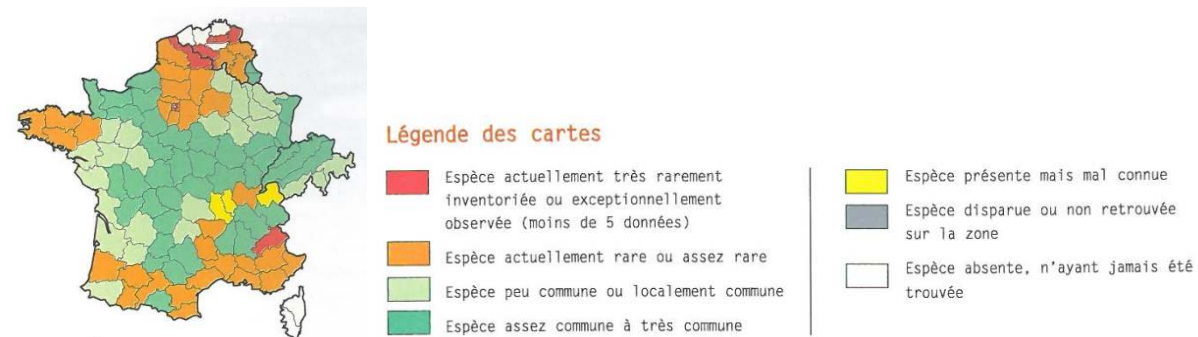 Légende des cartes
Espèce actuellement très rarement
inventoriée ou exceptionnellement
observée (moins de 5 données)
Espèce actuellement rare ou assez rare
Espèce peu commune ou localement commune
Espèce assez commune à très commune
Espèce présente mais mal connue
Espèce disparue ou non retrouvée
sur la zone
Espèce absente, n'ayant jamais été
trouvée